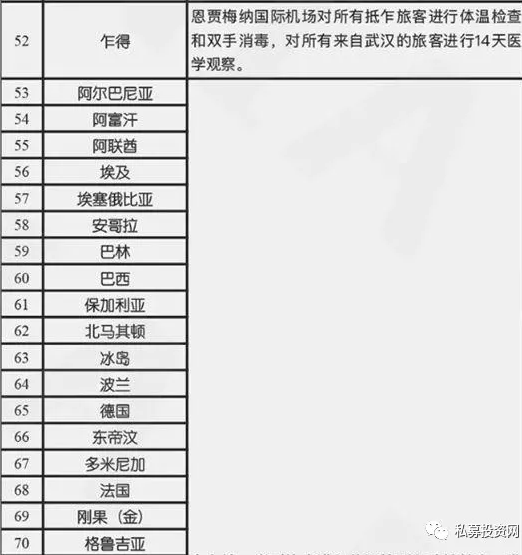 52 乍得 恩贾梅纳国际机场对所有抵乍旅客进行体温检查
和双手消毒，对所有来自武汉的旅客进行14天医
学观察。
53 阿尔巴尼亚
54 阿富汗
55 阿联酋
56 埃及
57 埃塞俄比亚
58 安哥拉
59 巴林
60 巴西
61 保加利亚
62 北马其顿
63 冰岛
64 波兰
65 德国
66 东帝汶
67 多米尼加
68 法国
69 刚果（金）
70 格鲁吉亚
私募投资网